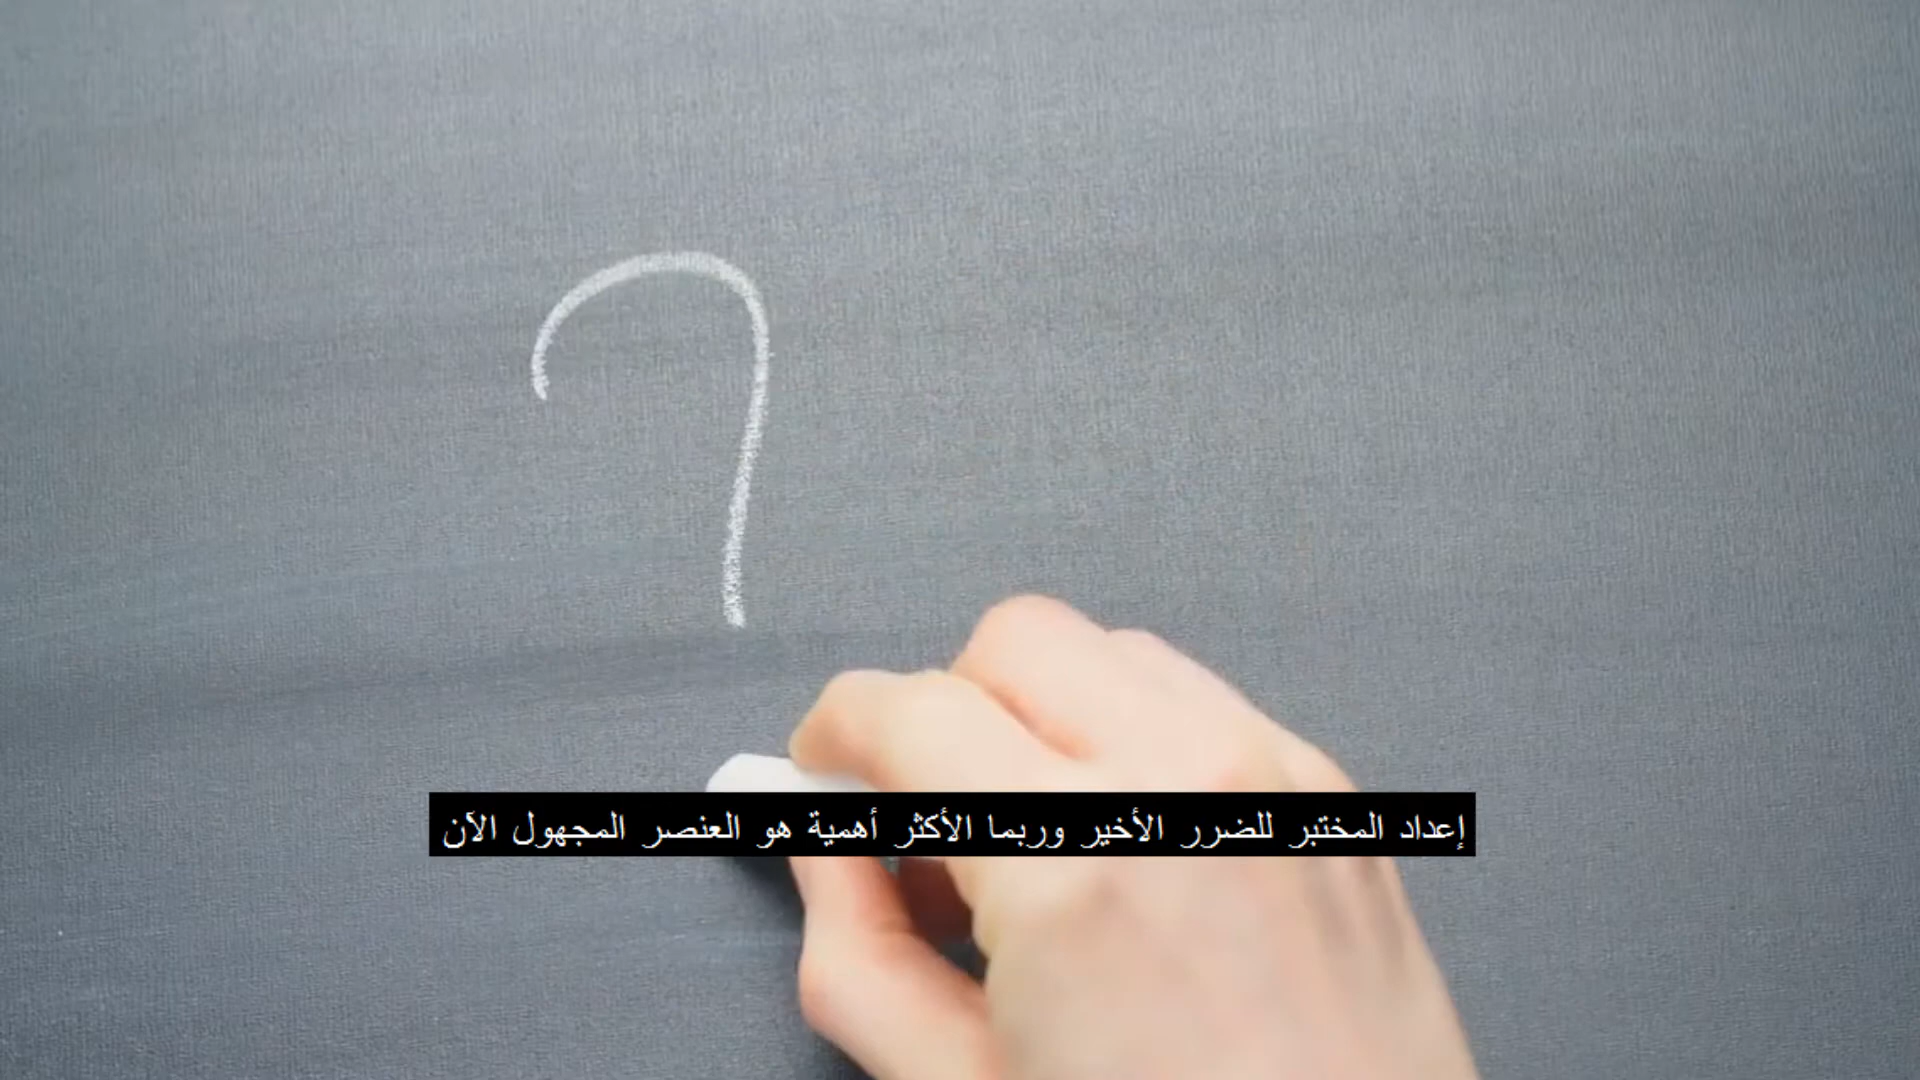 إعداد المختبر للضرر الأخير وربما الأكثر أهمية هو العنصر المجهول الآن